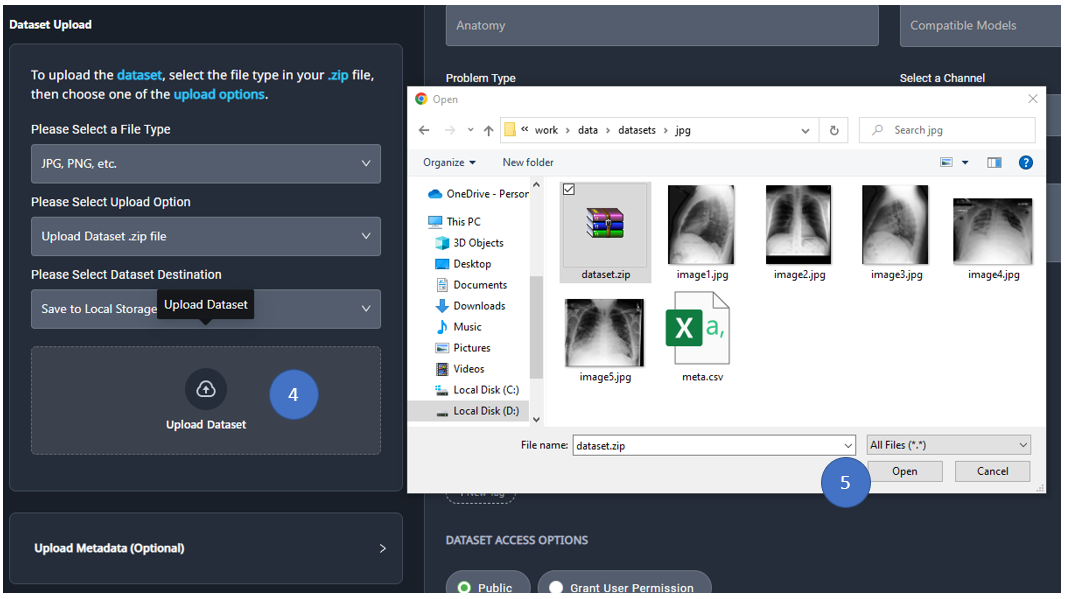 Dataset Upload
To upload the dataset, select the file type in your .zip file,
then choose one of the upload options.
Please Select a File Type
JPG, PNG, etc.
Please Select Upload Option
Upload Dataset .zip file
Please Select Dataset Destination
Save to Local Storage
Upload Dataset
4
Upload Dataset
Upload Metadata (Optional)
Anatomy
Compatible Models
Problem Type
Select a Channel
Open
« work › data › datasets › jpg
Search jpg
Organize
New folder
OneDrive - Person
This PC
3D Objects
Desktop
Documents
Downloads
Music
Pictures
Videos
Local Disk (C:)
Local Disk (D:)
dataset.zip
image1.jpg
image2.jpg
image3.jpg
image4.jpg
image5.jpg
X a,
meta.csv
File name:
dataset.zip
All Files (*.*)
5
Open
Cancel
DATASET ACCESS OPTIONS
Public
Grant User Permission